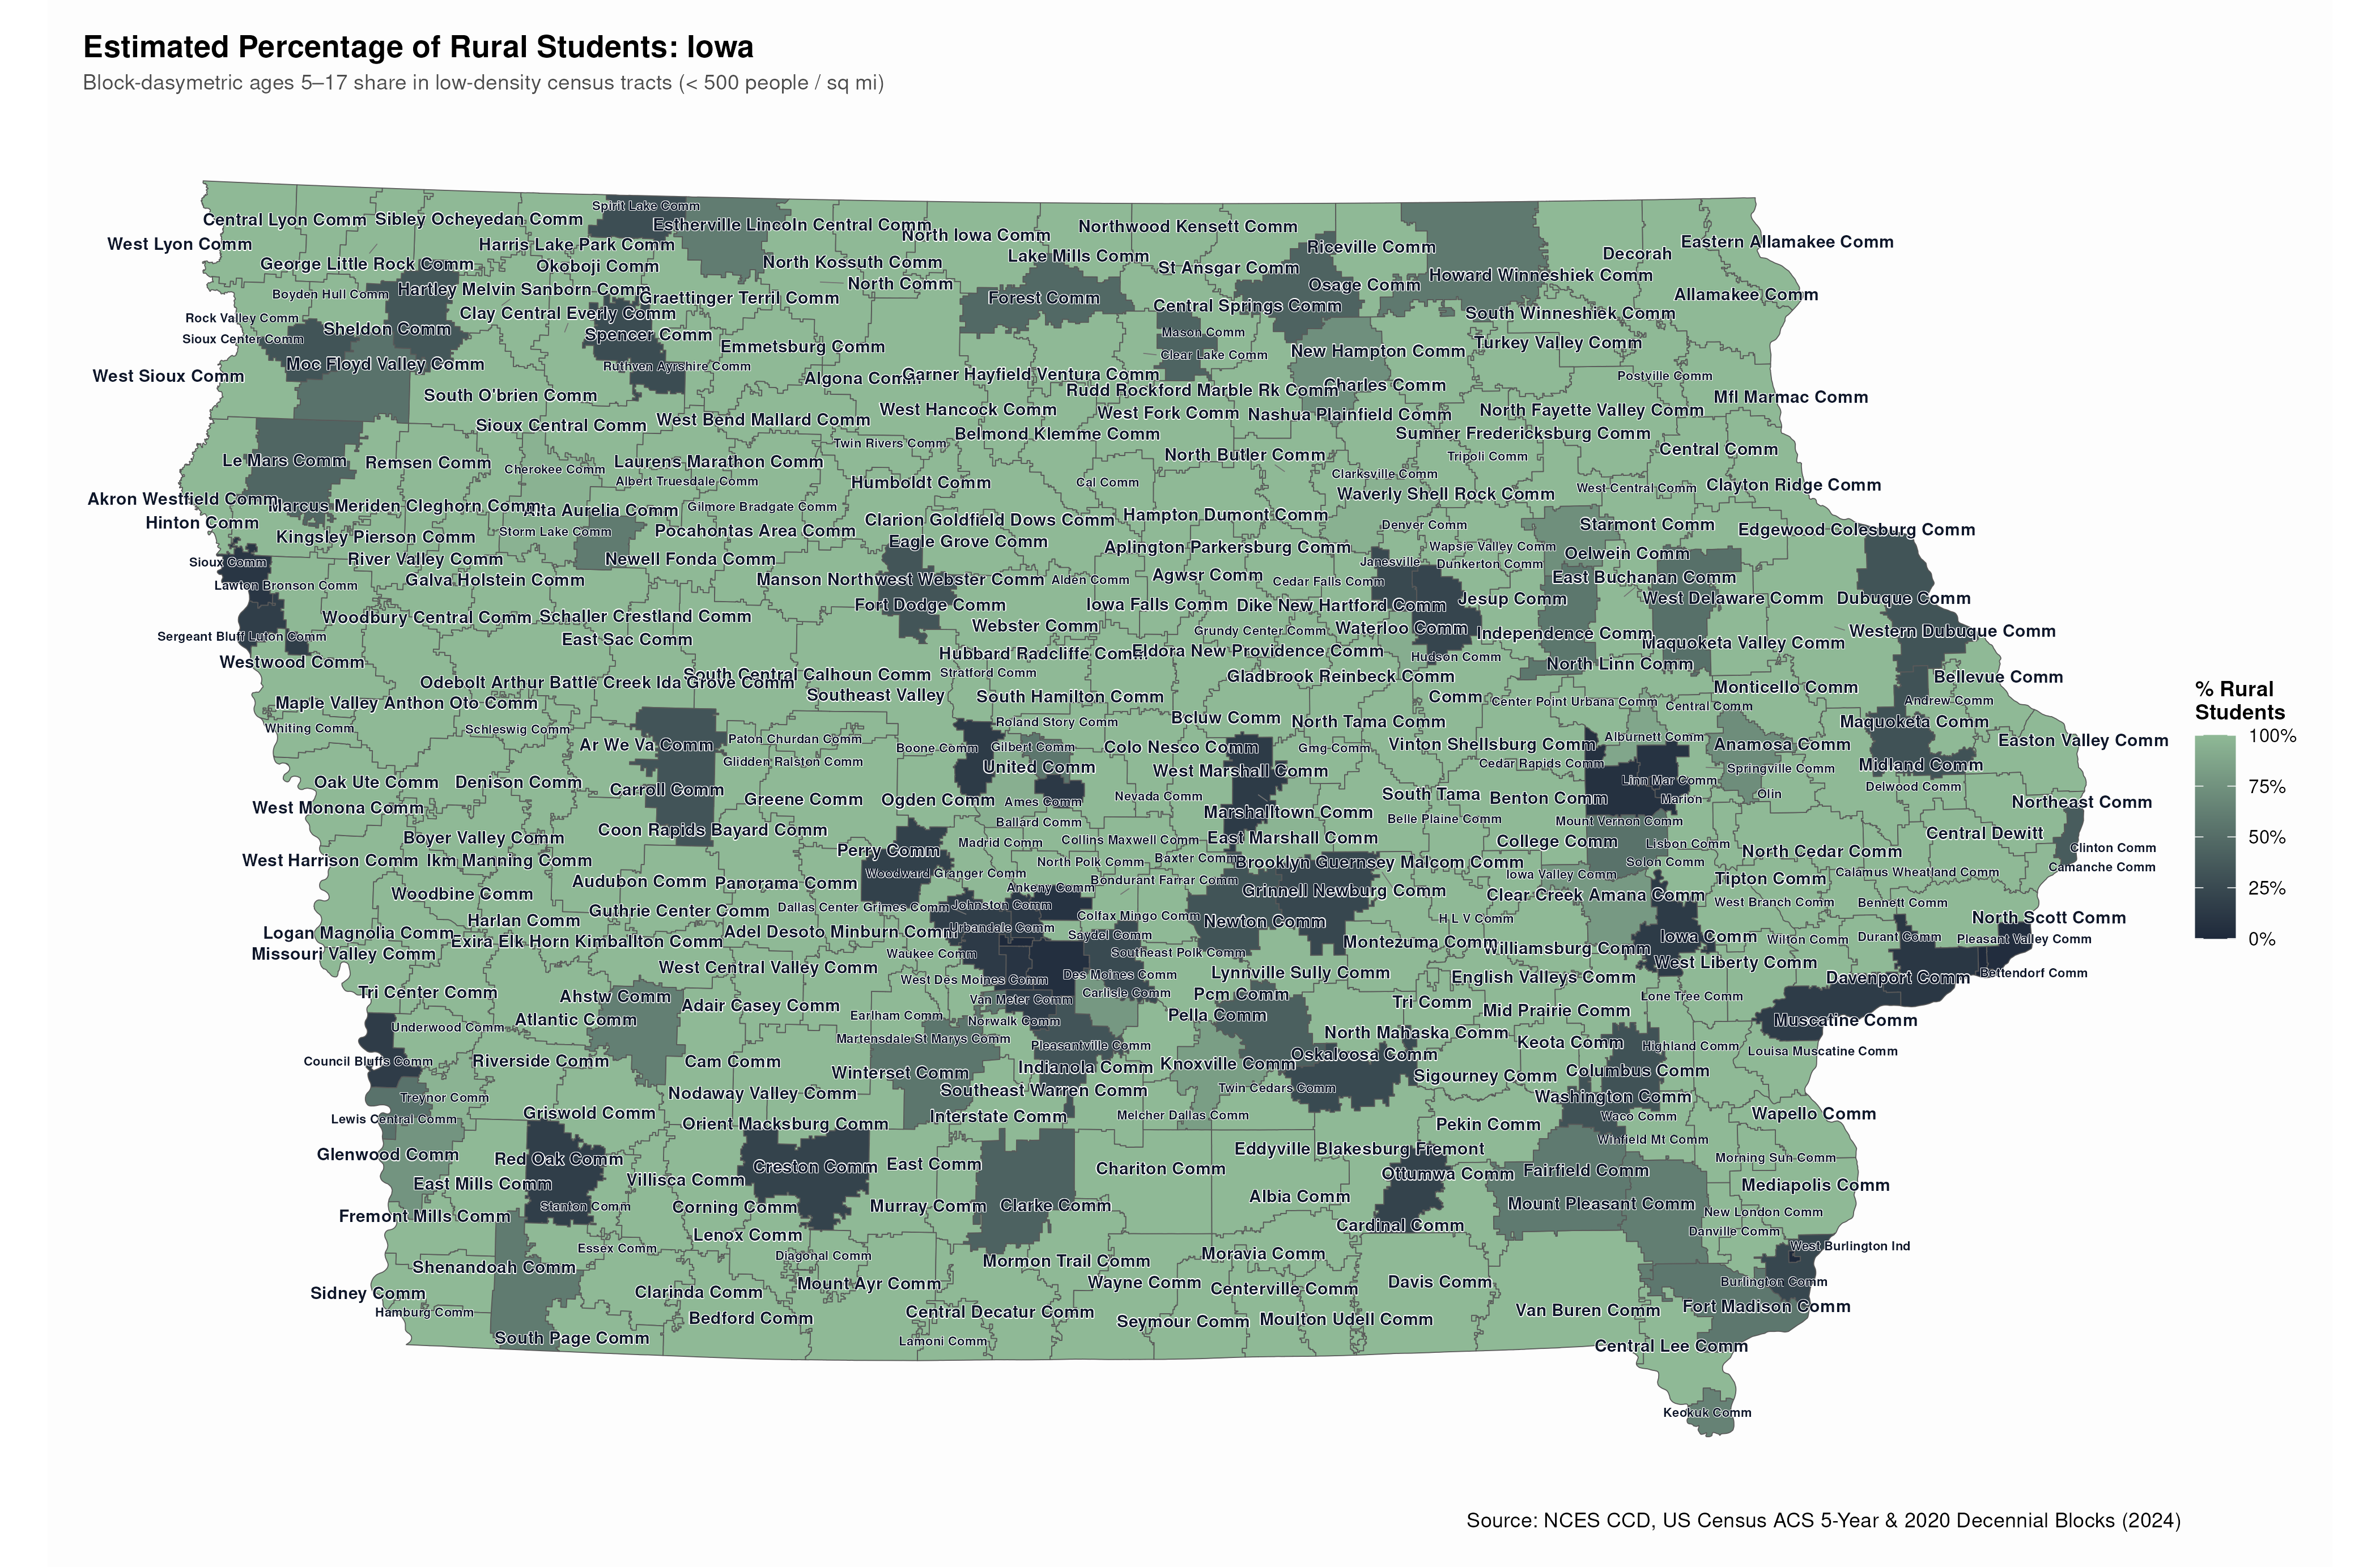 Estimated Percentage of Rural Students: Iowa
Block-dasymetric ages 5–17 share in low-density census tracts (< 500 people / sq mi)
Spirit Lake Comm
Central Lyon Comm
Sibley Ocheyedan Comm
Estherville Lincoln Central Comm
North Iowa Comm
Northwood Kensett Comm
West Lyon Comm
Harris Lake Park Comm
Riceville Comm
Eastern Allamakee Comm
Decorah
George Little Rock Comm
Okoboji Comm
North Kossuth Comm
Lake Mills Comm
St Ansgar Comm
Howard Winneshiek Comm
Boyden Hull Comm
Hartley Melvin Sanborn Comm
Graettinger Terril Comm
North Comm
Forest Comm
Osage Comm
Allamakee Comm
Rock Valley Comm
Clay Central Everly Comm
Central Springs Comm
South Winneshiek Comm
Sioux Center Comm
Sheldon Comm
Spencer Comm
Mason Comm
Turkey Valley Comm
Moc Floyd Valley Comm
Ruthven Ayrshire Comm
Emmetsburg Comm
Clear Lake Comm
New Hampton Comm
West Sioux Comm
Algona Comm
Garner Hayfield Ventura Comm
Charles Comm
Postville Comm
South O'brien Comm
Rudd Rockford Marble Rk Comm
Mfl Marmac Comm
Sioux Central Comm
West Bend Mallard Comm
West Hancock Comm
West Fork Comm
Nashua Plainfield Comm
North Fayette Valley Comm
Twin Rivers Comm
Belmond Klemme Comm
Sumner Fredericksburg Comm
Le Mars Comm
Remsen Comm
Cherokee Comm
Laurens Marathon Comm
North Butler Comm
Tripoli Comm
Central Comm
Albert Truesdale Comm
Humboldt Comm
Cal Comm
Clarksville Comm
Akron Westfield Comm
Marcus Meriden Cleghorn Comm
Alta Aurelia Comm
Gilmore Bradgate Comm
Waverly Shell Rock Comm
West Central Comm
Clayton Ridge Comm
Hinton Comm
Kingsley Pierson Comm
Storm Lake Comm
Pocahontas Area Comm
Clarion Goldfield Dows Comm
Hampton Dumont Comm
Denver Comm
Starmont Comm
Edgewood Colesburg Comm
Sioux Comm
River Valley Comm
Newell Fonda Comm
Eagle Grove Comm
Aplington Parkersburg Comm
Janesville
Wapsie Valley Comm
Oelwein Comm
Lawton Bronson Comm
Galva Holstein Comm
Manson Northwest Webster Comm
Alden Comm
Agwsr Comm
Cedar Falls Comm
Dunkerton Comm
East Buchanan Comm
Woodbury Central Comm
Schaller Crestland Comm
Fort Dodge Comm
Iowa Falls Comm
Dike New Hartford Comm
Jesup Comm
West Delaware Comm
Dubuque Comm
Sergeant Bluff Luton Comm
East Sac Comm
Webster Comm
Grundy Center Comm
Waterloo Comm
Independence Comm
Maquoketa Valley Comm
Western Dubuque Comm
Westwood Comm
Hubbard Radcliffe Comm
Eldora New Providence Comm
Hudson Comm
North Linn Comm
Odebolt Arthur Battle Creek Ida Grove Comm
South Central Calhoun Comm
Stratford Comm
Gladbrook Reinbeck Comm
Bellevue Comm
Maple Valley Anthon Oto Comm
Southeast Valley
South Hamilton Comm
Comm
Center Point Urbana Comm
Central Comm
Monticello Comm
Andrew Comm
Whiting Comm
Schleswig Comm
Roland Story Comm
Bcluw Comm
North Tama Comm
Maquoketa Comm
Ar We Va Comm
Paton Churdan Comm
Boone Comm
Gilbert Comm
Colo Nesco Comm
Gmg Comm
Vinton Shellsburg Comm
Alburnett Comm
Anamosa Comm
Easton Valley Comm
Glidden Ralston Comm
United Comm
West Marshall Comm
Cedar Rapids Comm
Springville Comm
Midland Comm
Oak Ute Comm
Denison Comm
Carroll Comm
Greene Comm
Ogden Comm
Ames Comm
Nevada Comm
South Tama
Benton Comm
Linn Mar Comm
Marion
Olin
Delwood Comm
Northeast Comm
West Monona Comm
Ballard Comm
Marshalltown Comm
Belle Plaine Comm
Mount Vernon Comm
Boyer Valley Comm
Coon Rapids Bayard Comm
Madrid Comm
Collins Maxwell Comm
East Marshall Comm
College Comm
Lisbon Comm
Central Dewitt
Clinton Comm
West Harrison Comm
Ikm Manning Comm
Perry Comm
North Polk Comm
Baxter Comm
Brooklyn Guernsey Malcom Comm
Solon Comm
North Cedar Comm
Camanche Comm
Woodbine Comm
Audubon Comm
Panorama Comm
Woodward Granger Comm
Ankeny Comm
Bondurant Farrar Comm
Grinnell Newburg Comm
Iowa Valley Comm
Clear Creek Amana Comm
Tipton Comm
Calamus Wheatland Comm
Harlan Comm
Guthrie Center Comm
Dallas Center Grimes Comm
Johnston Comm
Colfax Mingo Comm
Newton Comm
H L V Comm
West Branch Comm
Bennett Comm
North Scott Comm
Logan Magnolia Comm
Exira Elk Horn Kimballton Comm
Adel Desoto Minburn Comm
Urbandale Comm
Saydel Comm
Montezuma Comm
Williamsburg Comm
Iowa Comm
Wilton Comm
Durant Comm
Pleasant Valley Comm
Missouri Valley Comm
West Central Valley Comm
Waukee Comm
Southeast Polk Comm
Lynnville Sully Comm
English Valleys Comm
West Liberty Comm
Davenport Comm
Bettendorf Comm
Tri Center Comm
Ahstw Comm
Adair Casey Comm
West Des Moines Comm
Des Moines Comm
Van Meter Comm
Carlisle Comm
Pcm Comm
Tri Comm
Lone Tree Comm
Underwood Comm
Atlantic Comm
Earlham Comm
Norwalk Comm
Pella Comm
Mid Prairie Comm
Muscatine Comm
Council Bluffs Comm
Riverside Comm
Cam Comm
Martensdale St Marys Comm
Pleasantville Comm
North Mahaska Comm
Keota Comm
Highland Comm
Louisa Muscatine Comm
Winterset Comm
Indianola Comm
Knoxville Comm
Oskaloosa Comm
Sigourney Comm
Columbus Comm
Treynor Comm
Nodaway Valley Comm
Southeast Warren Comm
Twin Cedars Comm
Washington Comm
Lewis Central Comm
Griswold Comm
Orient Macksburg Comm
Interstate Comm
Melcher Dallas Comm
Pekin Comm
Waco Comm
Wapello Comm
Glenwood Comm
Red Oak Comm
Creston Comm
East Comm
Chariton Comm
Eddyville Blakesburg Fremont
Winfield Mt Comm
Morning Sun Comm
East Mills Comm
Villisca Comm
Ottumwa Comm
Fairfield Comm
Mediapolis Comm
Fremont Mills Comm
Stanton Comm
Corning Comm
Murray Comm
Clarke Comm
Albia Comm
Cardinal Comm
Mount Pleasant Comm
New London Comm
Danville Comm
Essex Comm
Lenox Comm
Diagonal Comm
Moravia Comm
West Burlington Ind
Shenandoah Comm
Mormon Trail Comm
Sidney Comm
Clarinda Comm
Mount Ayr Comm
Wayne Comm
Centerville Comm
Davis Comm
Burlington Comm
Hamburg Comm
Bedford Comm
Central Decatur Comm
Seymour Comm
Moulton Udell Comm
Van Buren Comm
Fort Madison Comm
South Page Comm
Lamoni Comm
Central Lee Comm
Keokuk Comm
% Rural
Students
100%
75%
50%
25%
0%
Source: NCES CCD, US Census ACS 5-Year & 2020 Decennial Blocks (2024)